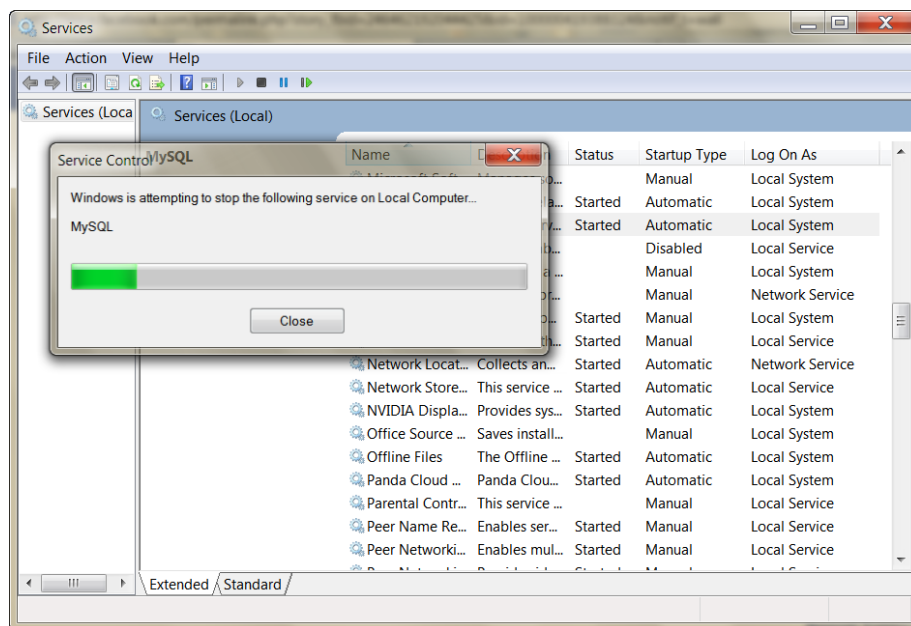 Services
File Action View Help
Services (Loca
Services (Local)
Service Control
MySQL
Windows is attempting to stop the following service on Local Computer...
MySQL
Close
Name Status Startup Type Log On As
Manual Local System
Started Automatic Local System
Started Automatic Local System
Disabled Local Service
Manual Local System
Manual Network Service
Started Manual Local System
Started Manual Local Service
Network Locat... Collects an... Started Automatic Network Service
Network Store... This service ... Started Automatic Local Service
NVIDIA Displa... Provides sys... Started Automatic Local System
Office Source ... Saves install... Manual Local System
Offline Files The Offline ... Started Automatic Local System
Panda Cloud ... Panda Clou... Started Automatic Local System
Parental Contr... This service ... Manual Local Service
Peer Name Re... Enables ser... Started Manual Local Service
Peer Networki... Enables mul... Started Manual Local Service
Extended Standard